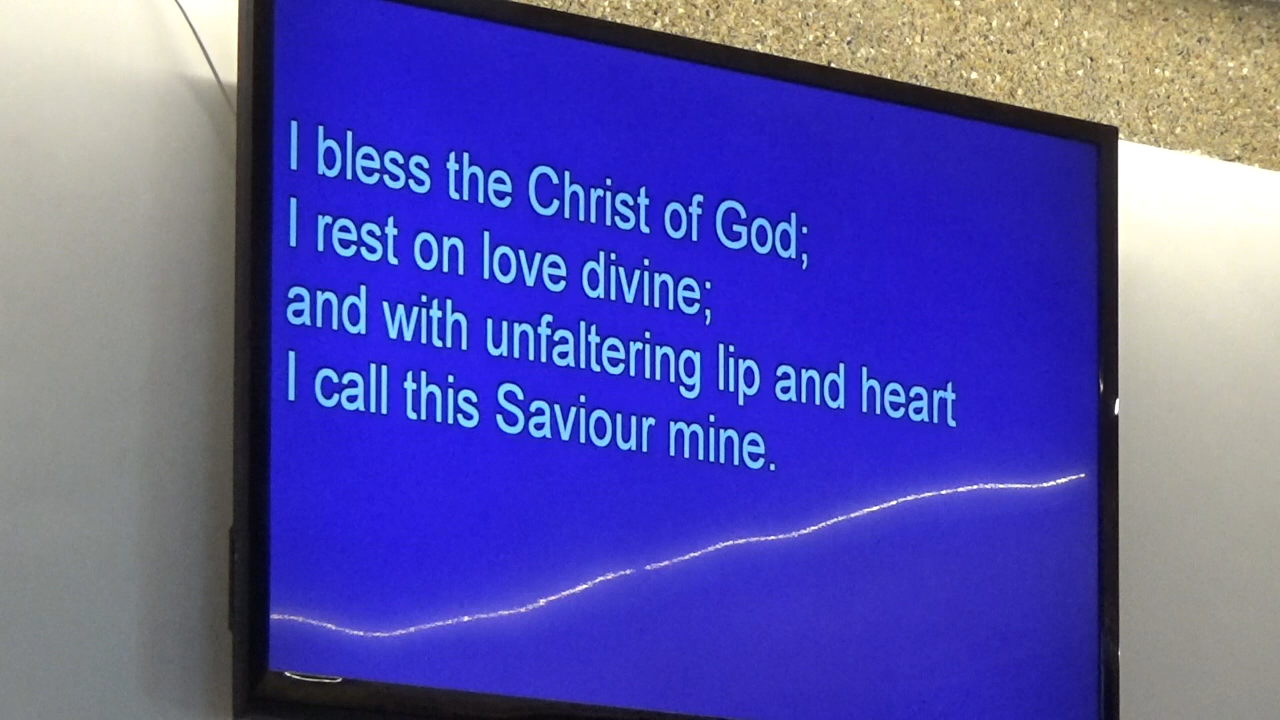 I bless the Christ of God;
I rest on love divine;
and with unfaltering lip and heart
I call this Saviour mine.